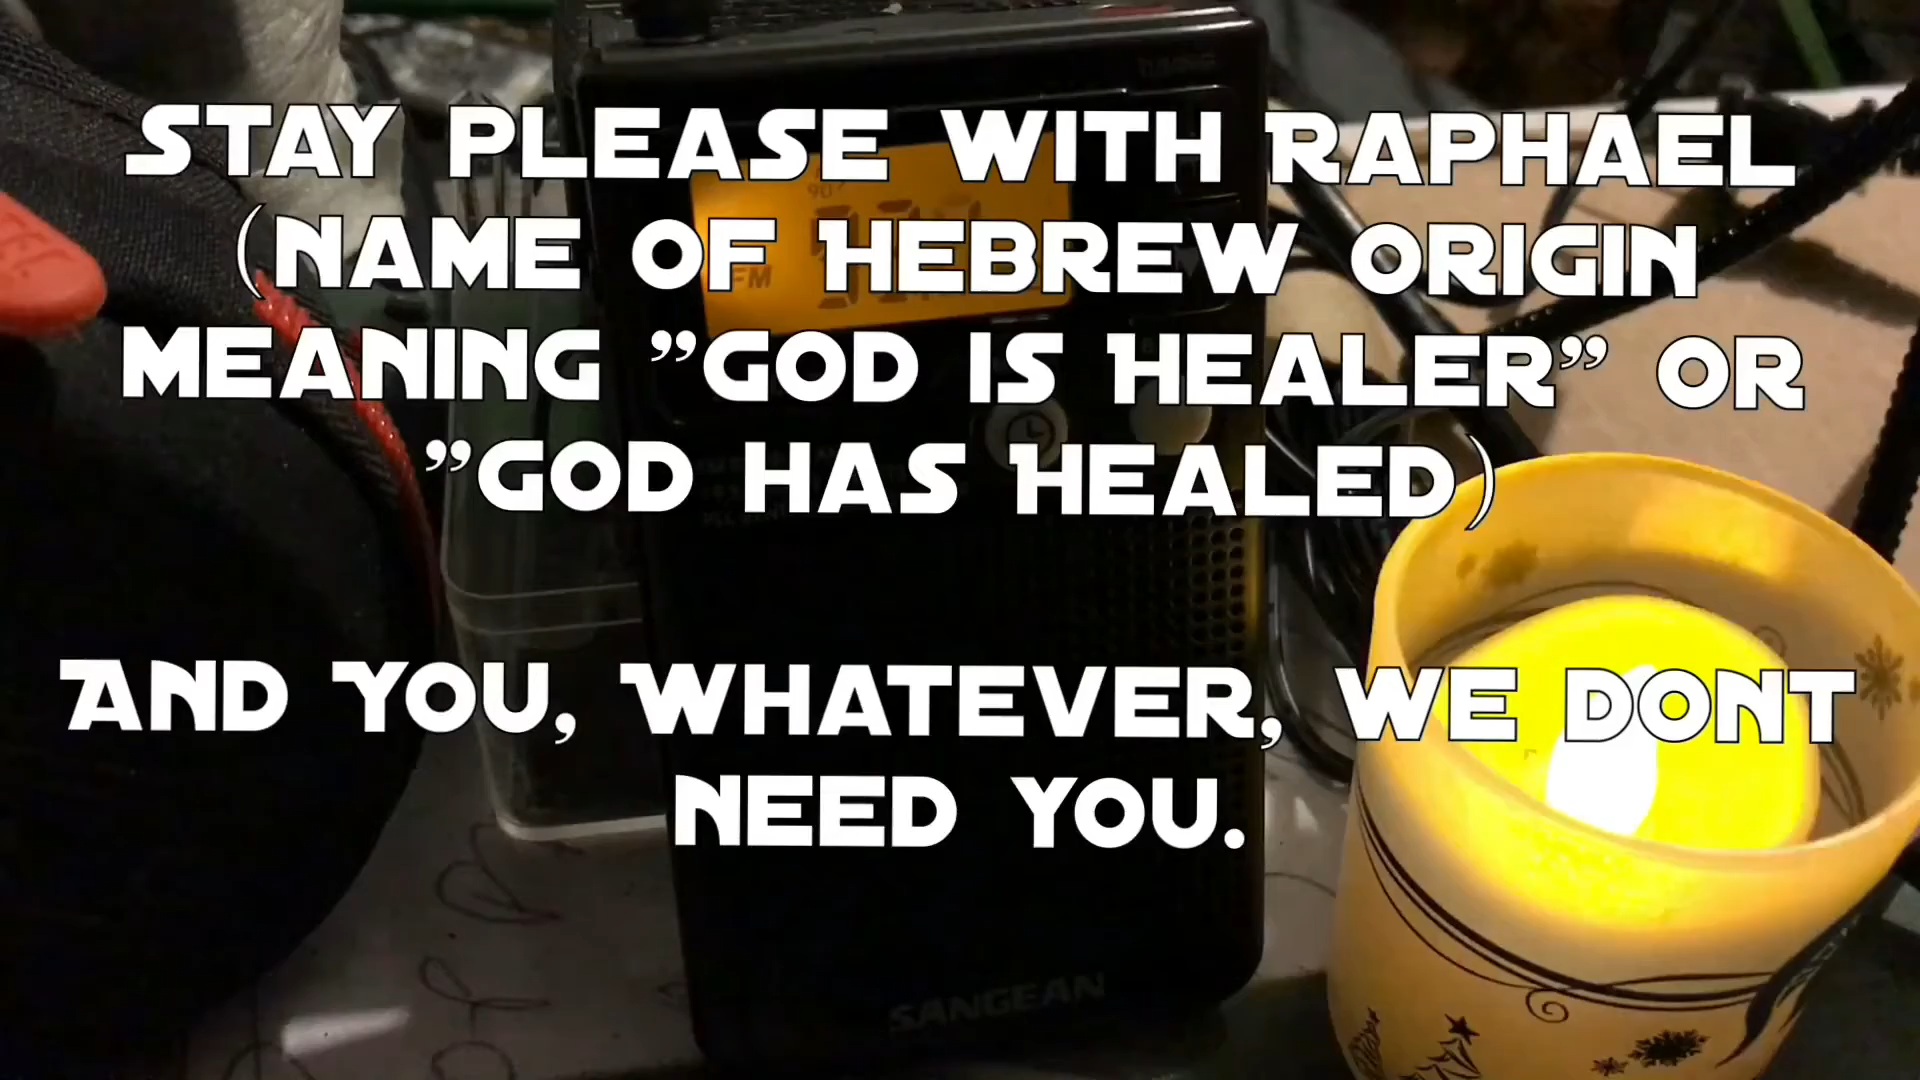 Stay please with Raphael
(name of Hebrew origin
meaning ”God is Healer” or
”God has Healed)
And You, Whatever, we dont
need you.
FM
SANGEAN